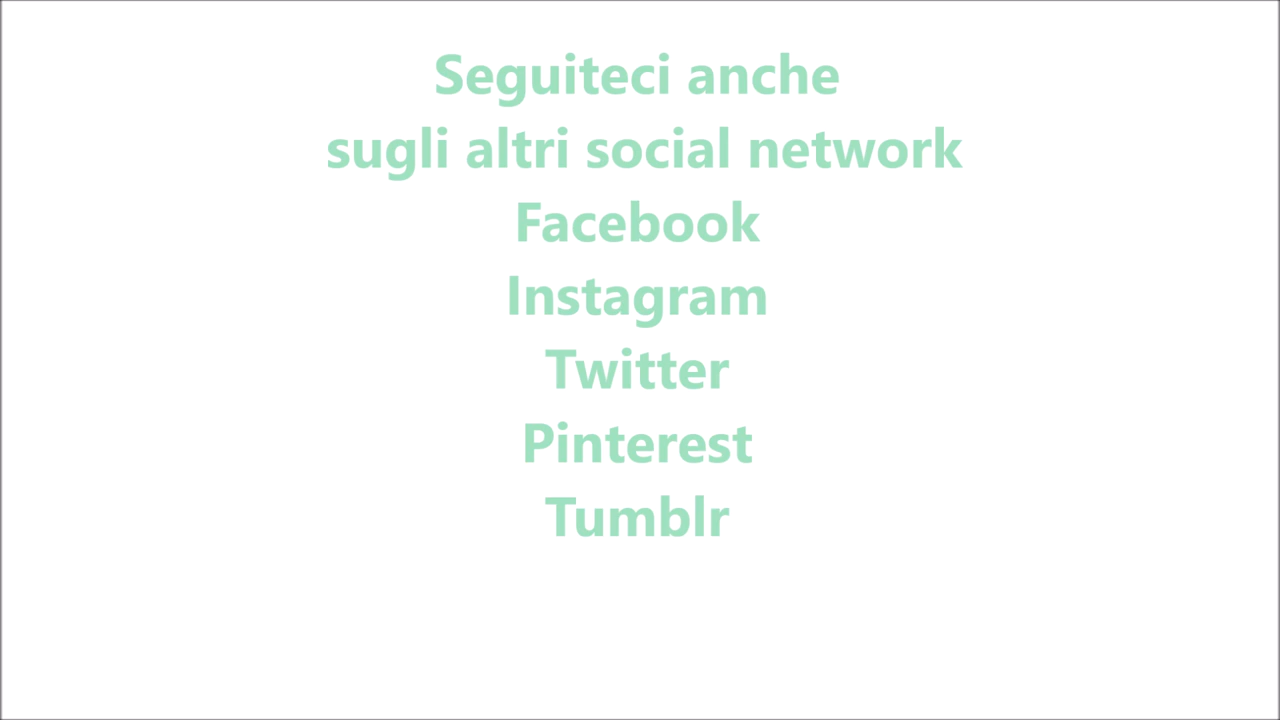 Seguiteci anche
sugli altri social network
Facebook
Instagram
Twitter
Pinterest
Tumblr